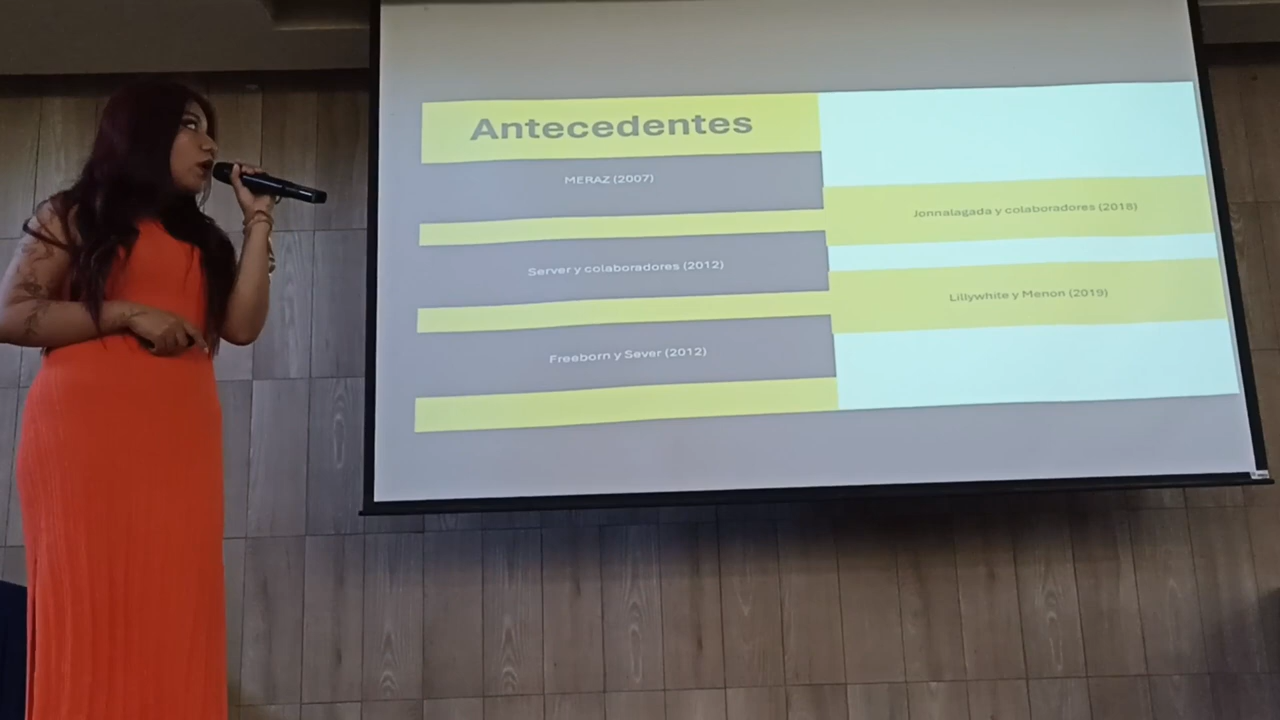 Antecedentes
MERAZ (2007)
Server y colaboradores (2012)
Freeborn y Sever (2012)
Jonnalagada y colaboradores (2018)
Lillywhite y Menon (2019)